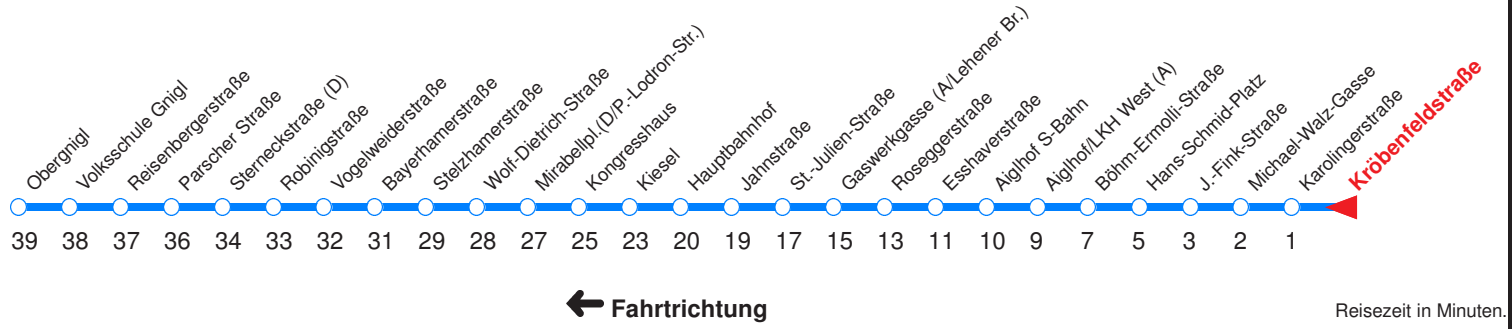 Obergnigl
Volksschule Gnigl
Reisenbergerstraße
Parscher Straße
Sterneckstraße (D)
Robinigstraße
Vogelweiderstraße
Bayerhamerstraße
Stelzhamerstraße
Wolf-Dietrich-Straße
Mirabellpl.(D/P.-Lodron-Str.)
Kongresshaus
Kiesel
Hauptbahnhof
Jahnstraße
St.-Julien-Straße
Gaswerkgasse (A/Lehener Br.)
Roseggerstraße
Esshaverstraße
Aiglhof S-Bahn
Aiglhof/LKH West (A)
Böhm-Ermolli-Straße
Hans-Schmid-Platz
J.-Fink-Straße
Michael-Walz-Gasse
Karolingerstraße
Kröbenfeldstraße
39 38 37 36 34 33 32 31 29 28 27 25 23 20 19 17 15 13 11 10 9 7 5 3 2 1
Fahrtrichtung
Reisezeit in Minuten.